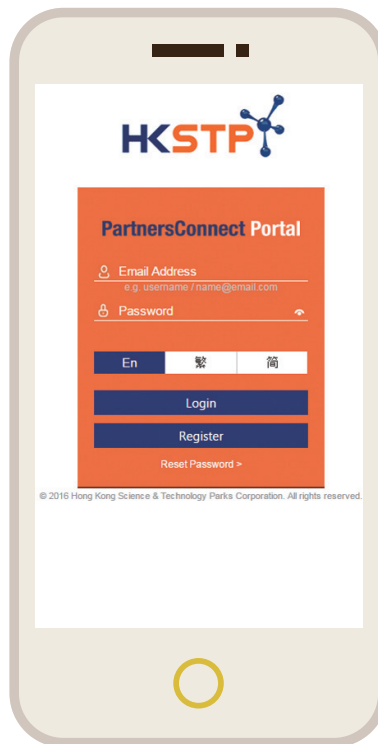 HKSTP
PartnersConnect Portal
Email Address
e.g. username / name@email.com
Password
En 繁 简
Login
Register
Reset Password >
© 2016 Hong Kong Science & Technology Parks Corporation. All rights reserved.